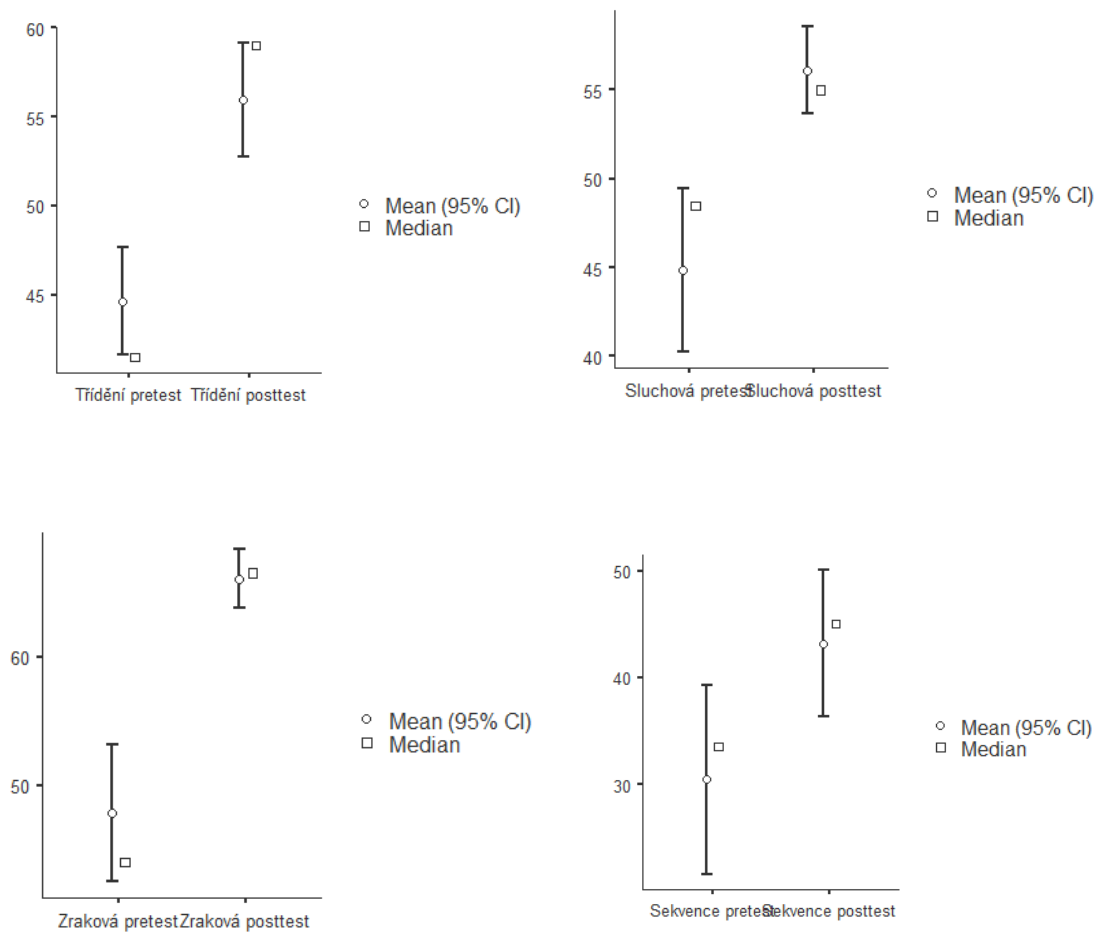 60
55
50
45
Mean (95% CI)
Median
Třídění pretest Třídění posttest
55
50
45
40
Mean (95% CI)
Median
Sluchová pretest Sluchová posttest
60
50
Mean (95% CI)
Median
Zraková pretest Zraková posttest
50
40
30
Mean (95% CI)
Median
Sekvence pretest Sekvence posttest